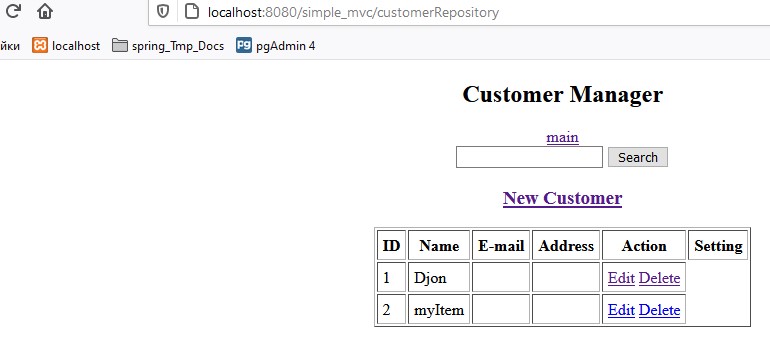 localhost:8080/simple_mvc/customerRepository
йки localhost spring_Tmp_Docs pgAdmin 4
Customer Manager
main
Search
New Customer
ID Name E-mail Address Action Setting
1 Djon Edit Delete
2 myItem Edit Delete